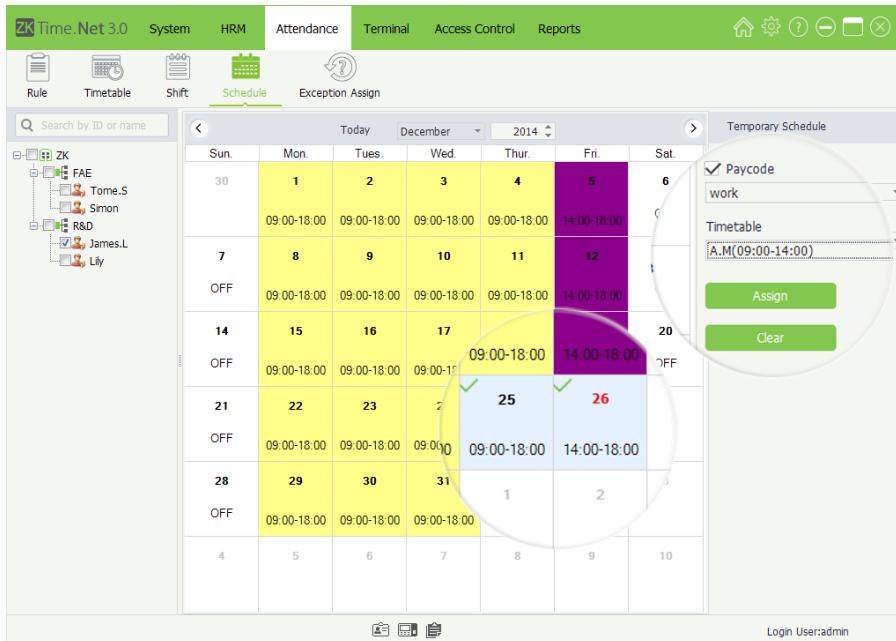 ZK Time.Net 3.0 System HRM Attendance Terminal Access Control Reports
Rule Timetable Shift Schedule Exception Assign
Search by ID or name
ZK
FAE
Tome.S
Simon
R&D
James.L
Lily
Today December 2014
Sun. Mon. Tues. Wed. Thur. Fri. Sat.
30 1 2 3 4 5 6
09:00-18:00 09:00-18:00 09:00-18:00 09:00-18:00 14:00-18:00
7 8 9 10 11 12
OFF 09:00-18:00 09:00-18:00 09:00-18:00 09:00-18:00 14:00-18:00
14 15 16 17 20
OFF 09:00-18:00 09:00-18:00 09:00-18 09:00-18:00 14:00-18:00 OFF
21 22 23 2 25 26
OFF 09:00-18:00 09:00-18:00 09:00 09:00-18:00 14:00-18:00
28 29 30 31 1 2
OFF 09:00-18:00 09:00-18:00 09:00-18:00
4 5 6 7 8 9 10
Temporary Schedule
Paycode
work
Timetable
A.M(09:00-14:00)
Assign
Clear
Login User:admin